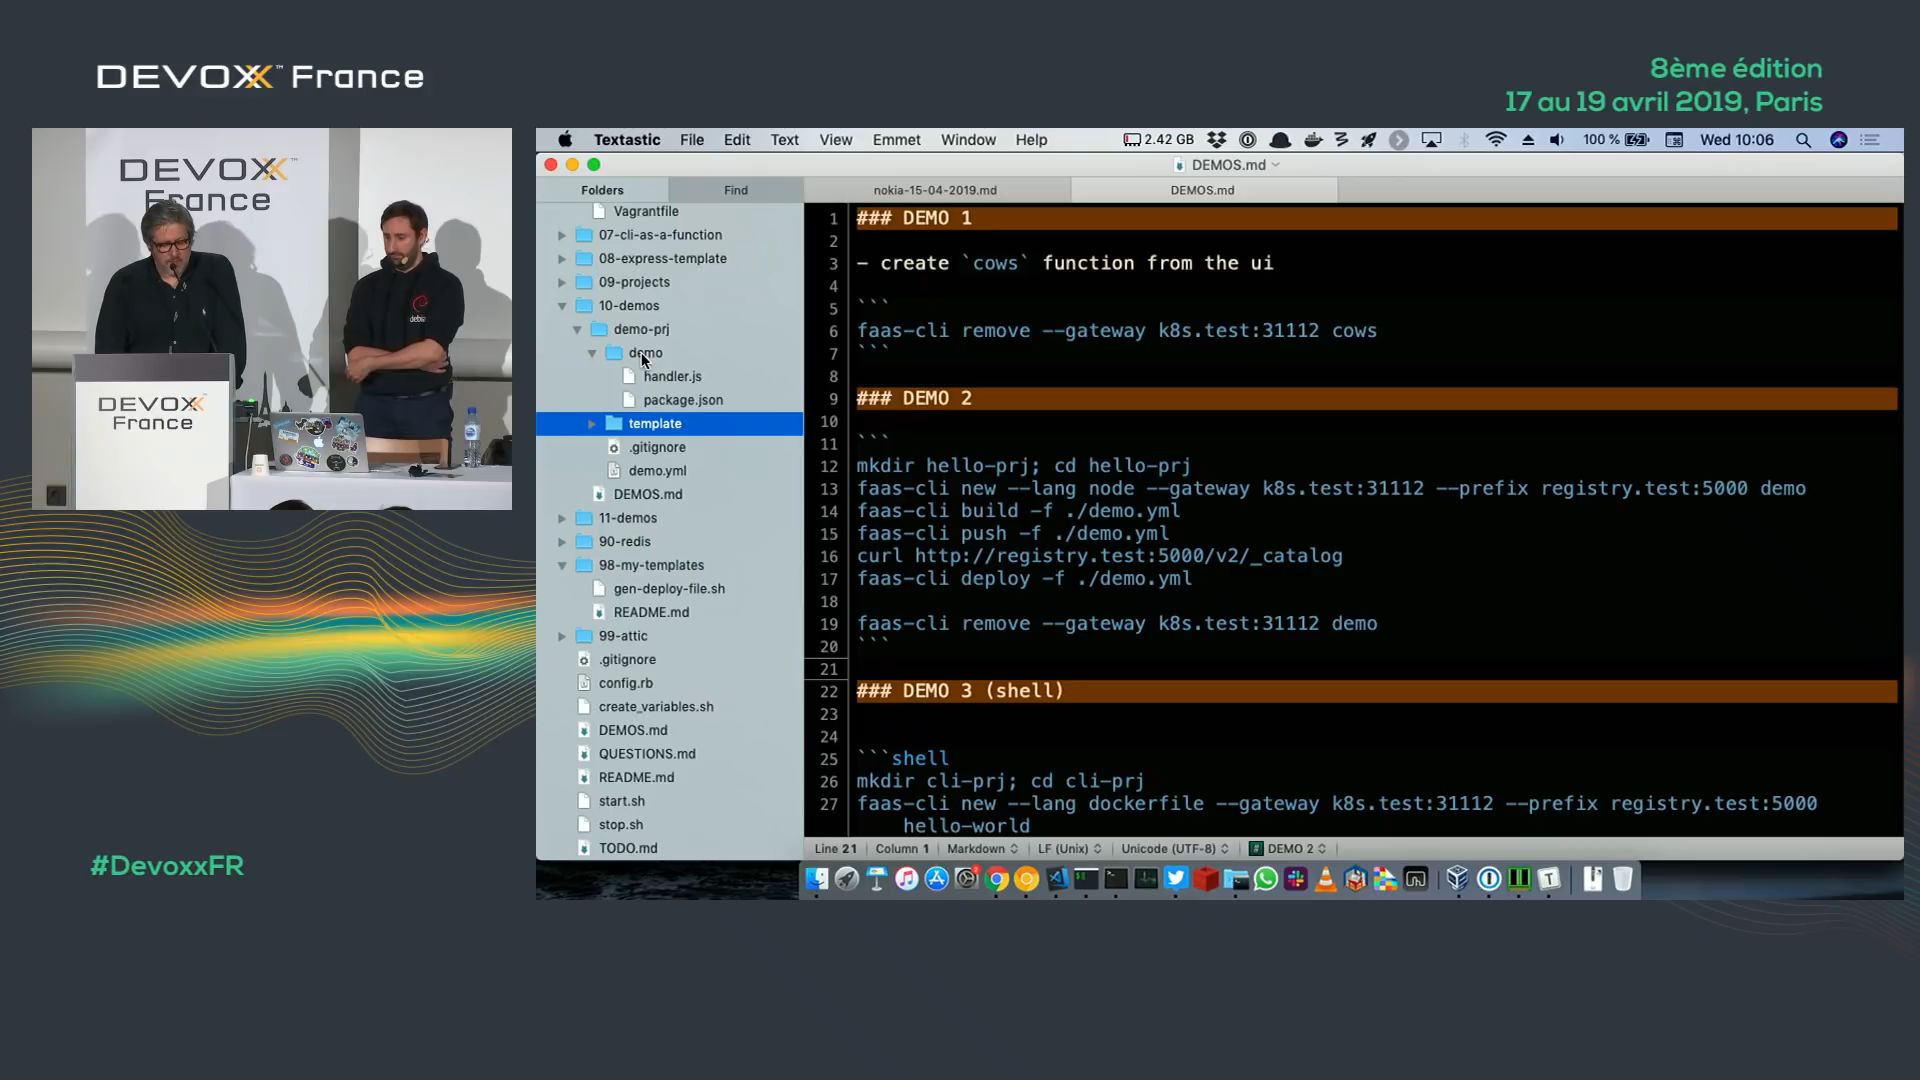 DEVOXX™ France
8ème édition
17 au 19 avril 2019, Paris
DEVOXX™
France
DEVOXX
France
debian
#DevoxxFR
Textastic File Edit Text View Emmet Window Help 2.42 GB 100 % Wed 10:06
DEMOS.md
Folders Find nokia-15-04-2019.md DEMOS.md
Vagrantfile
07-cli-as-a-function
08-express-template
09-projects
10-demos
demo-prj
demo
handler.js
package.json
template
.gitignore
demo.yml
DEMOS.md
11-demos
90-redis
98-my-templates
gen-deploy-file.sh
README.md
99-attic
.gitignore
config.rb
create_variables.sh
DEMOS.md
QUESTIONS.md
README.md
start.sh
stop.sh
TODO.md
1 ### DEMO 1
2
3 - create `cows` function from the ui
4
5 ```
6 faas-cli remove --gateway k8s.test:31112 cows
7 ```
8
9 ### DEMO 2
10
11 ```
12 mkdir hello-prj; cd hello-prj
13 faas-cli new --lang node --gateway k8s.test:31112 --prefix registry.test:5000 demo
14 faas-cli build -f ./demo.yml
15 faas-cli push -f ./demo.yml
16 curl http://registry.test:5000/v2/_catalog
17 faas-cli deploy -f ./demo.yml
18
19 faas-cli remove --gateway k8s.test:31112 demo
20 ```
21
22 ### DEMO 3 (shell)
23
24
25 ```shell
26 mkdir cli-prj; cd cli-prj
27 faas-cli new --lang dockerfile --gateway k8s.test:31112 --prefix registry.test:5000
hello-world
Line 21 Column 1 Markdown LF (Unix) Unicode (UTF-8) # DEMO 2